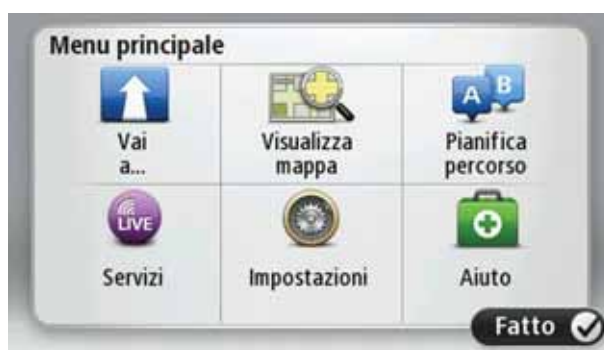 Menu principale
Vai
a...
Visualizza
mappa
A B
Pianifica
percorso
LIVE
Servizi
Impostazioni
Aiuto
Fatto